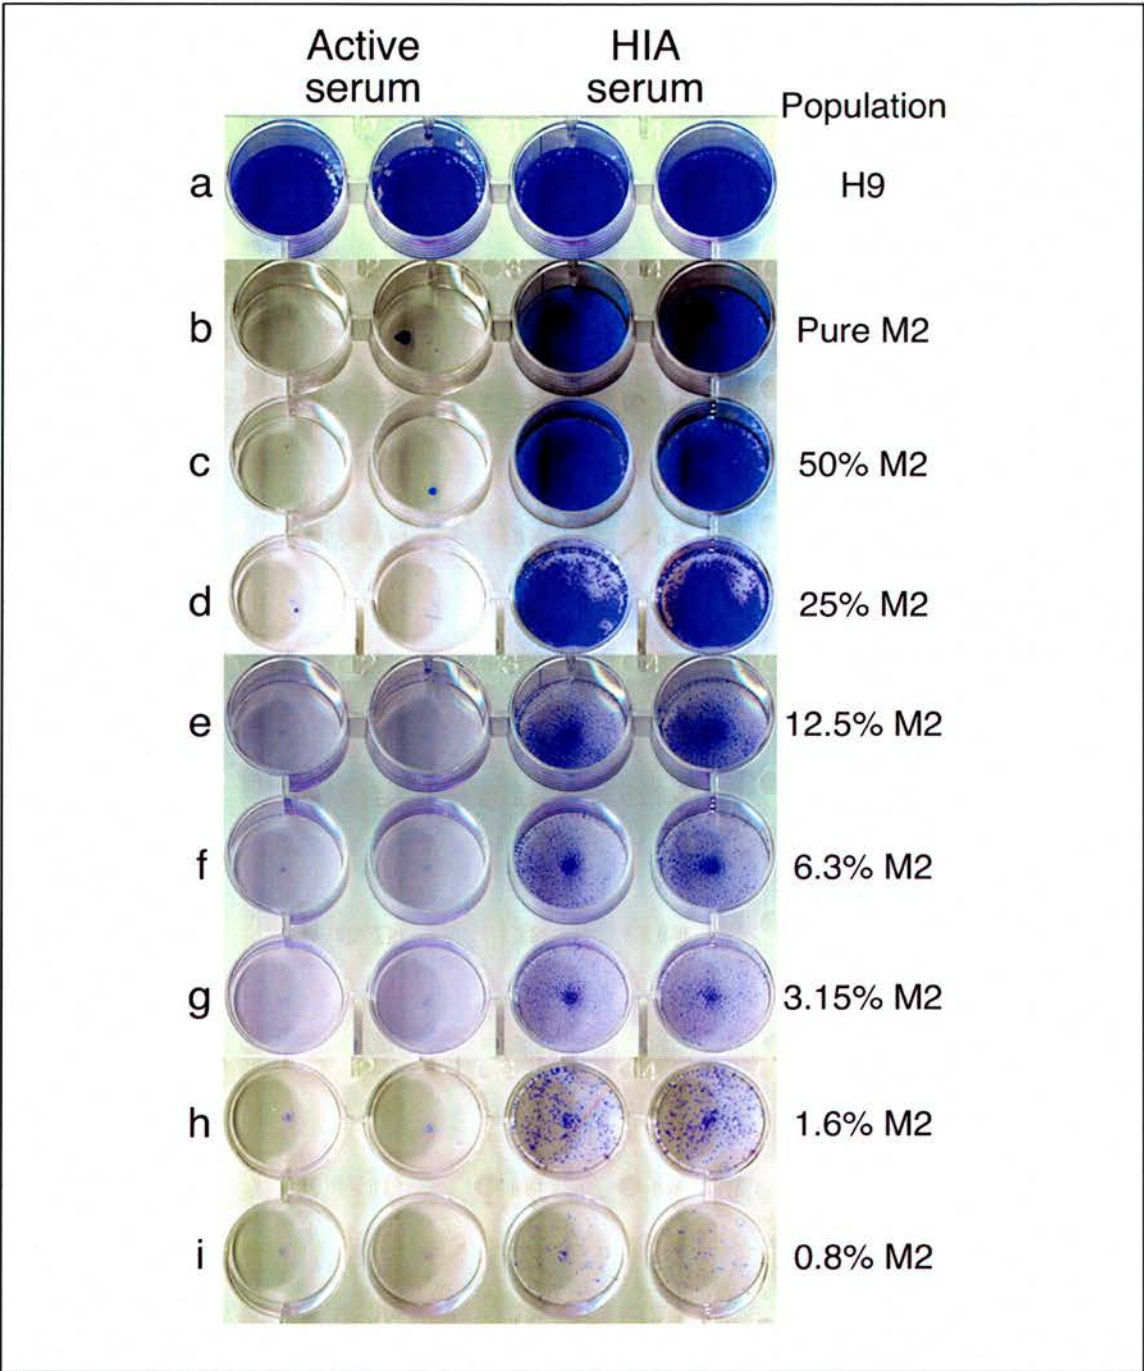 Active
serum
HIA
serum
Population
a H9
b Pure M2
c 50% M2
d 25% M2
e 12.5% M2
f 6.3% M2
g 3.15% M2
h 1.6% M2
i 0.8% M2